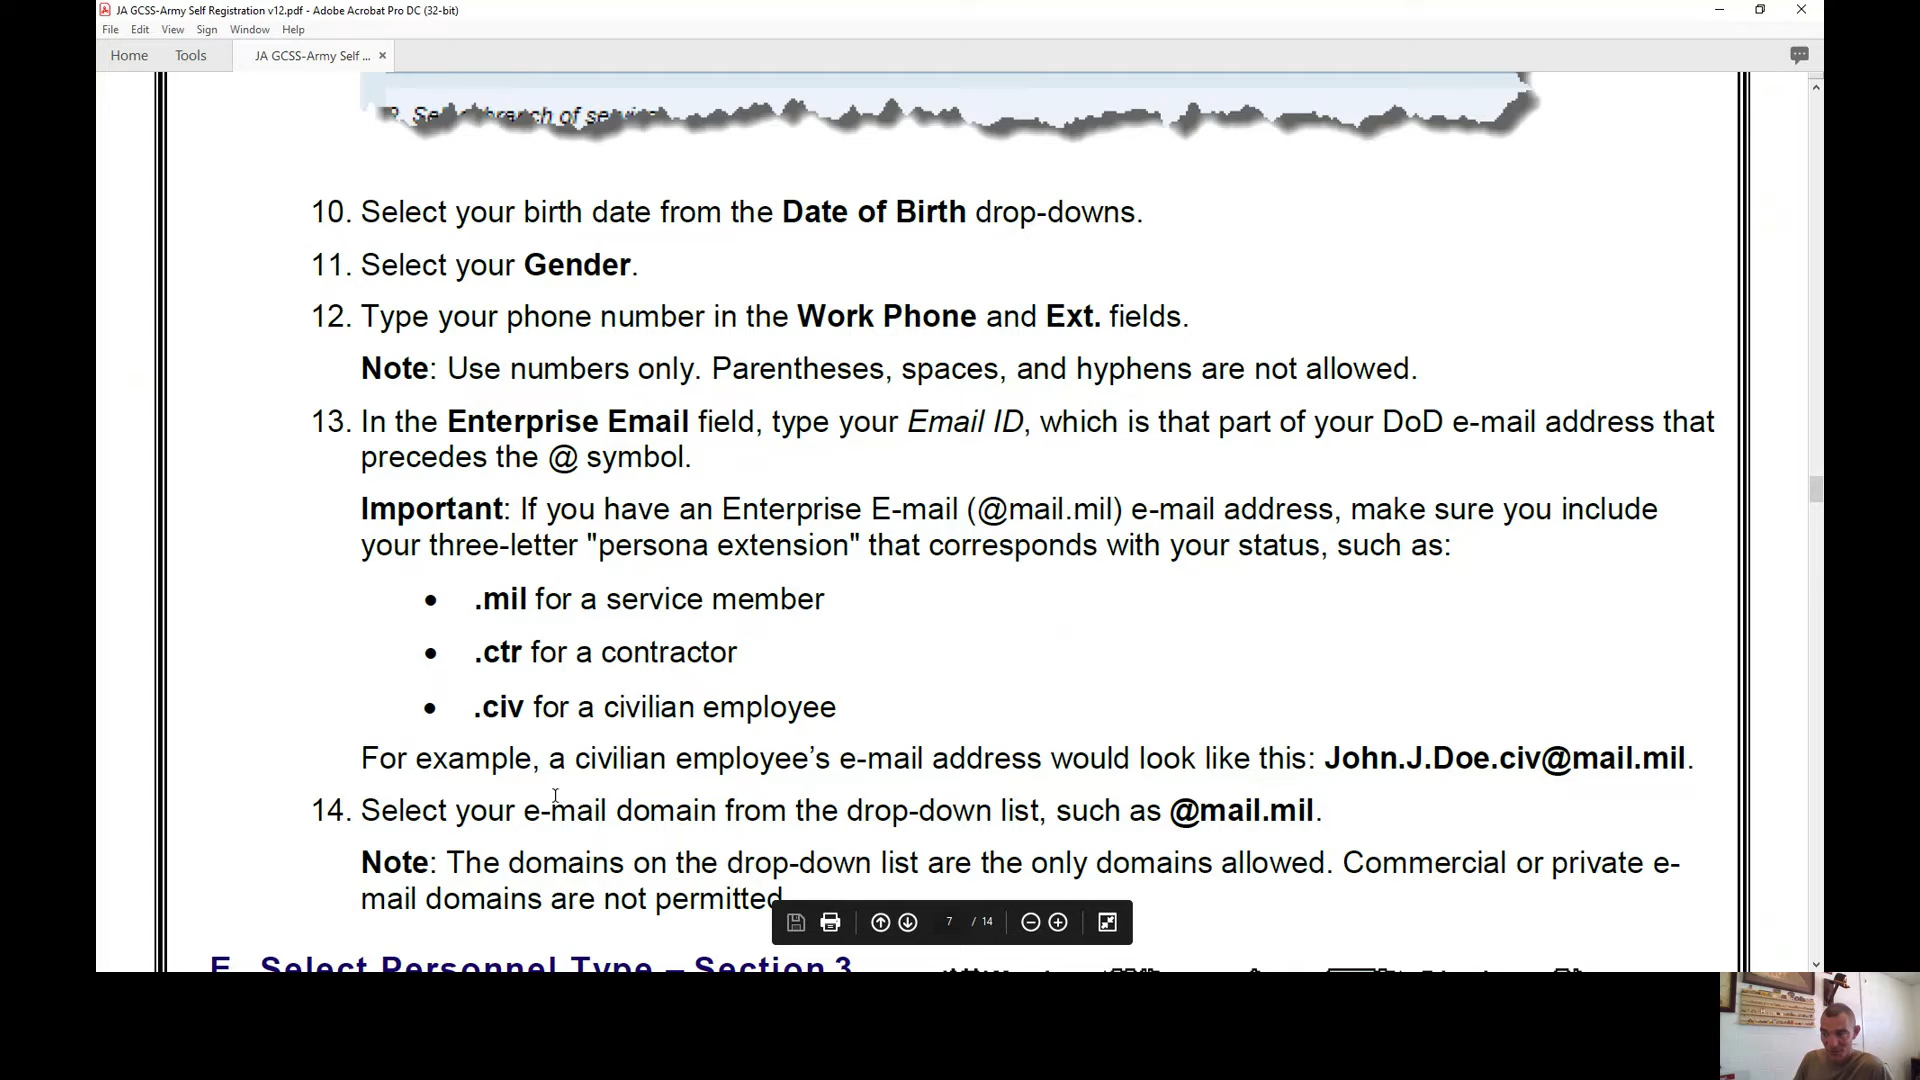 JA GCSS-Army Self Registration v12.pdf - Adobe Acrobat Pro DC (32-bit)
File Edit View Sign Window Help
Home Tools JA GCSS-Army Self ... ×
branch of
10. Select your birth date from the Date of Birth drop-downs.
11. Select your Gender.
12. Type your phone number in the Work Phone and Ext. fields.
Note: Use numbers only. Parentheses, spaces, and hyphens are not allowed.
13. In the Enterprise Email field, type your Email ID, which is that part of your DoD e-mail address that
precedes the @ symbol.
Important: If you have an Enterprise E-mail (@mail.mil) e-mail address, make sure you include
your three-letter "persona extension" that corresponds with your status, such as:
• .mil for a service member
• .ctr for a contractor
• .civ for a civilian employee
For example, a civilian employee’s e-mail address would look like this: John.J.Doe.civ@mail.mil.
14. Select your e-mail domain from the drop-down list, such as @mail.mil.
Note: The domains on the drop-down list are the only domains allowed. Commercial or private e-
mail domains are not permitted
7 / 14
E. Select Personnel Type – Section 3